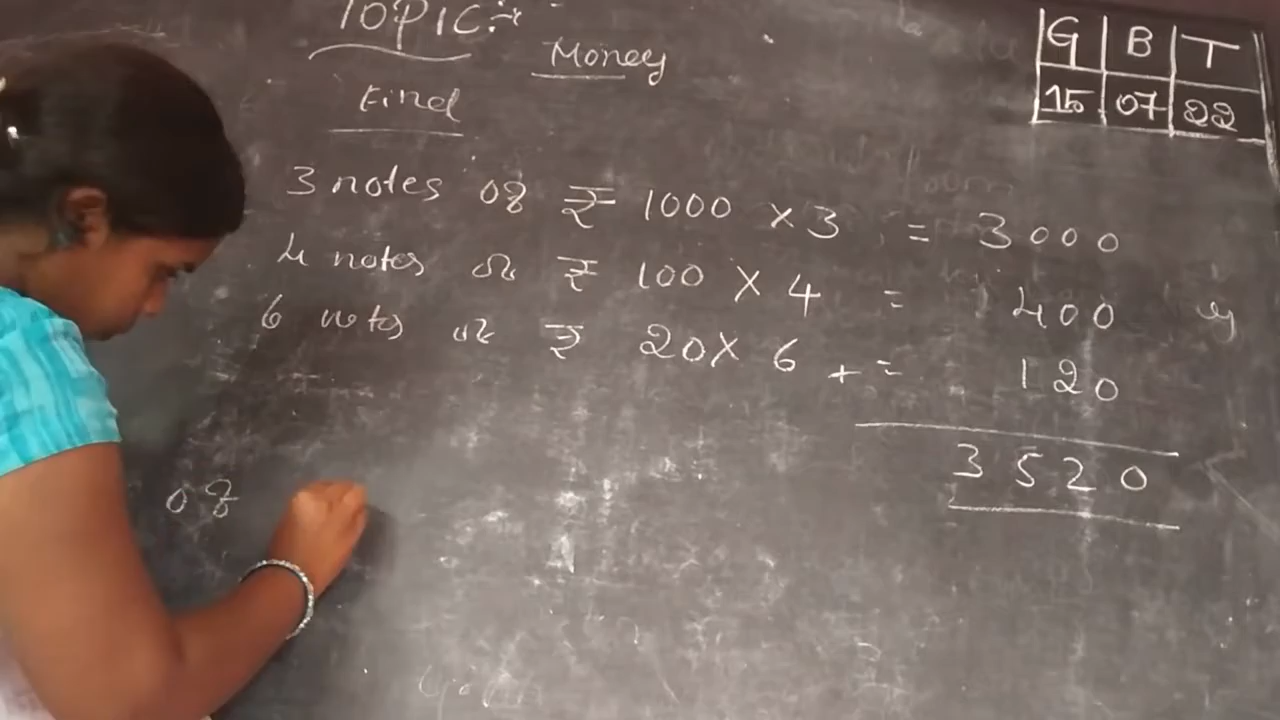 TOPIC:-
Money
G B T
15 07 22
Find
3 notes of ₹ 1000 × 3 = 3000
4 notes of ₹ 100 × 4 = 400
6 notes of ₹ 20 × 6 + = 120
3520
of